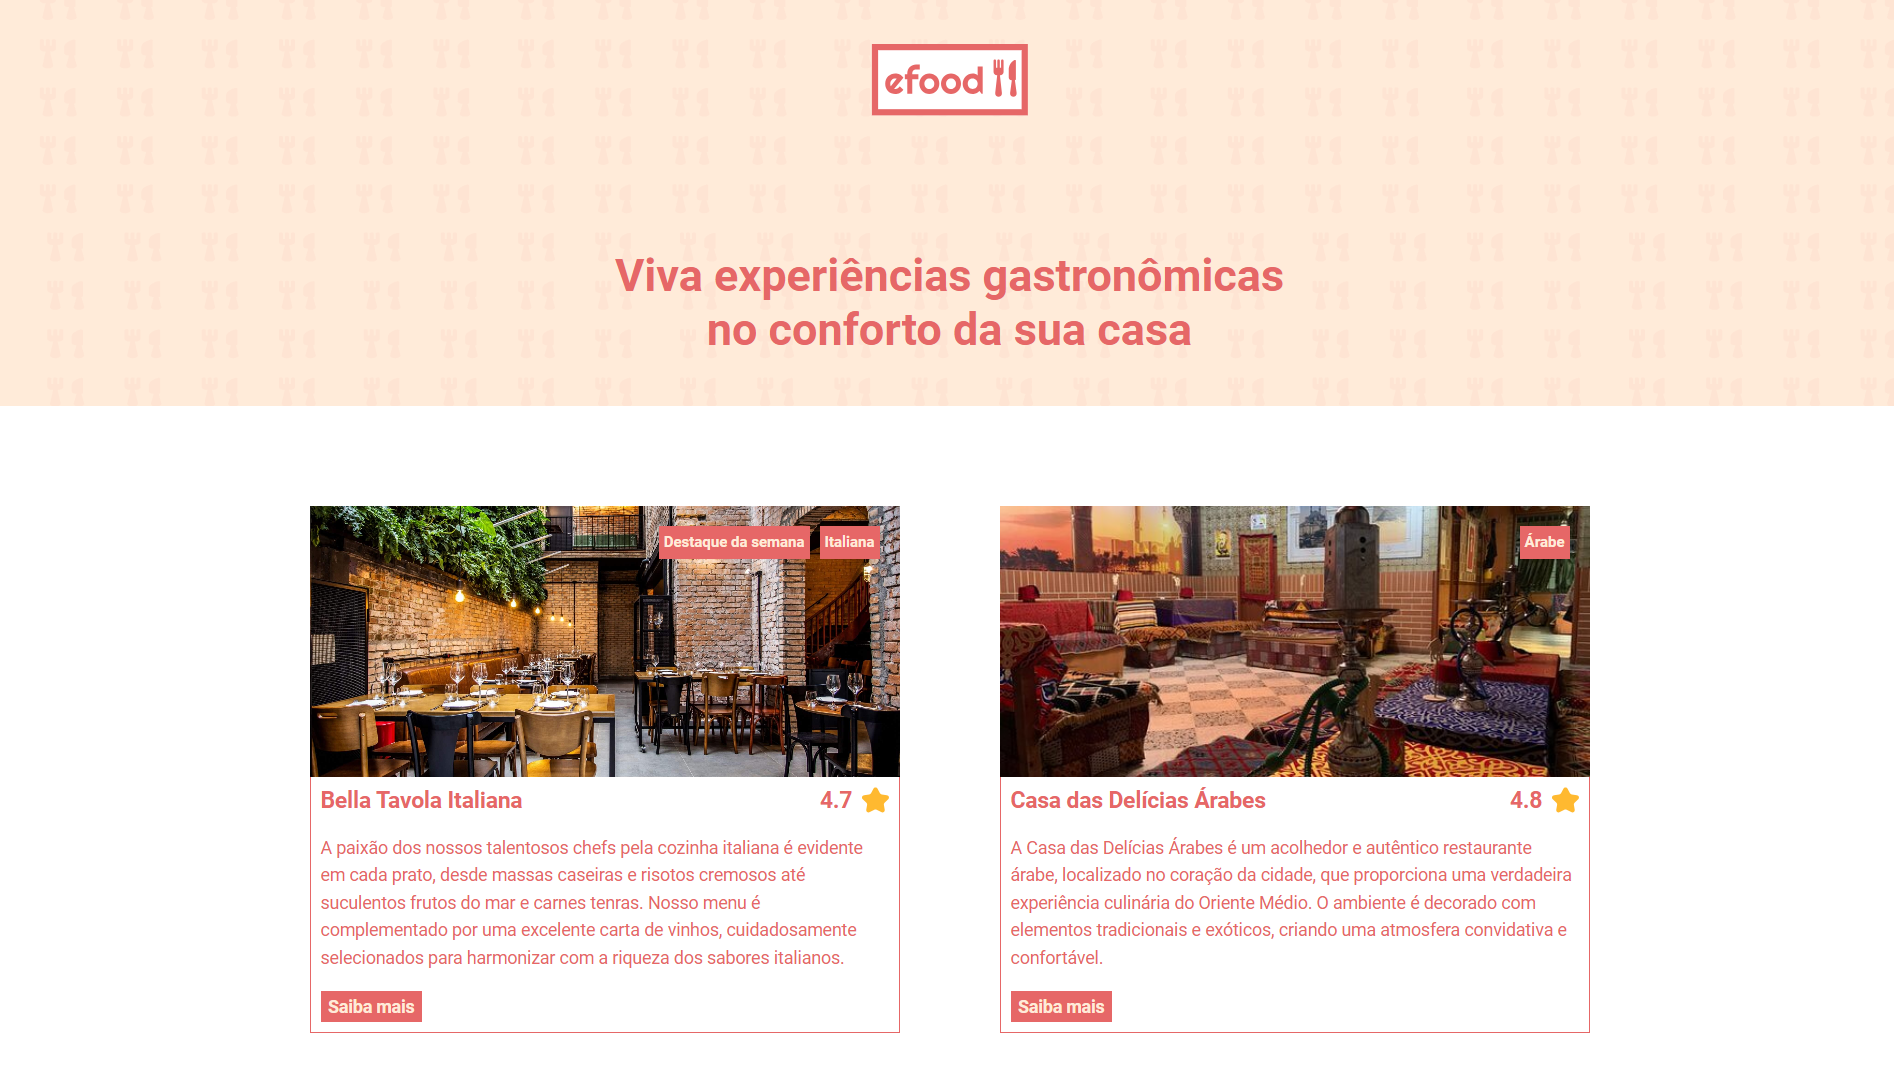 efood
Viva experiências gastronômicas
no conforto da sua casa
Destaque da semana
Italiana
Bella Tavola Italiana
4.7
A paixão dos nossos talentosos chefs pela cozinha italiana é evidente
em cada prato, desde massas caseiras e risotos cremosos até
suculentos frutos do mar e carnes tenras. Nosso menu é
complementado por uma excelente carta de vinhos, cuidadosamente
selecionados para harmonizar com a riqueza dos sabores italianos.
Saiba mais
Árabe
Casa das Delícias Árabes
4.8
A Casa das Delícias Árabes é um acolhedor e autêntico restaurante
árabe, localizado no coração da cidade, que proporciona uma verdadeira
experiência culinária do Oriente Médio. O ambiente é decorado com
elementos tradicionais e exóticos, criando uma atmosfera convidativa e
confortável.
Saiba mais